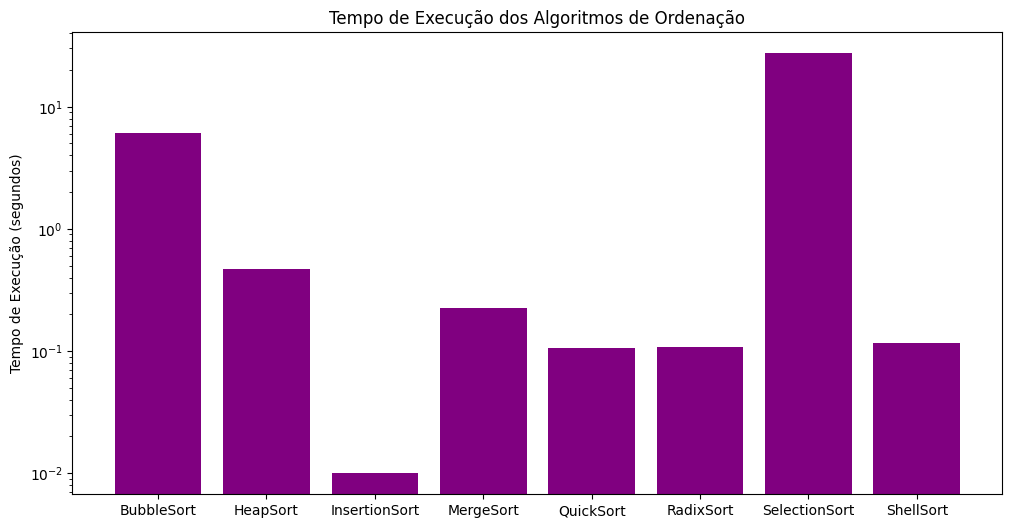 Tempo de Execução dos Algoritmos de Ordenação
Tempo de Execução (segundos)
10¹
10⁰
10⁻¹
10⁻²
BubbleSort HeapSort InsertionSort MergeSort QuickSort RadixSort SelectionSort ShellSort